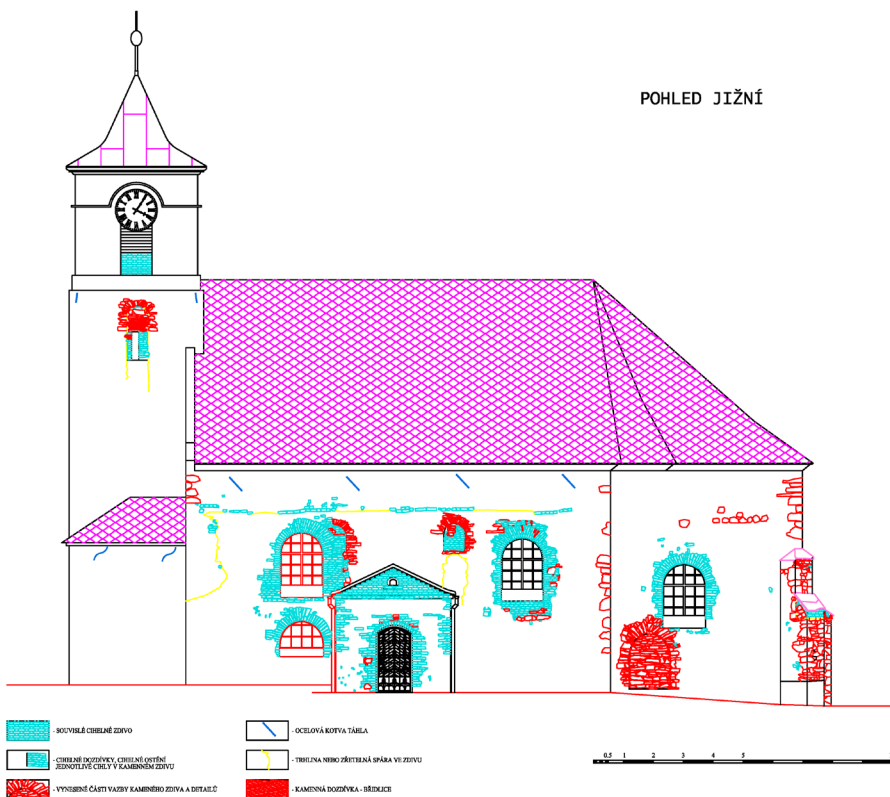 POHLED JIŽNÍ
- SOUVISLÉ CIHELNÉ ZDIVO
- CIHELNÉ DOZDÍVKY, CIHELNÉ OSTĚNÍ
JEDNOTLIVÉ CIHLY V KAMENNÉM ZDIVU
- VYNESENÉ ČÁSTI VAZBY KAMENÉHO ZDIVA A DETAILŮ
- OCELOVÁ KOTVA TÁHLA
- TRHLINA NEBO ZŘETELNÁ SPÁRA VE ZDIVU
- KAMENNÁ DOZDÍVKA - BŘIDLICE
0.5 1 2 3 4 5